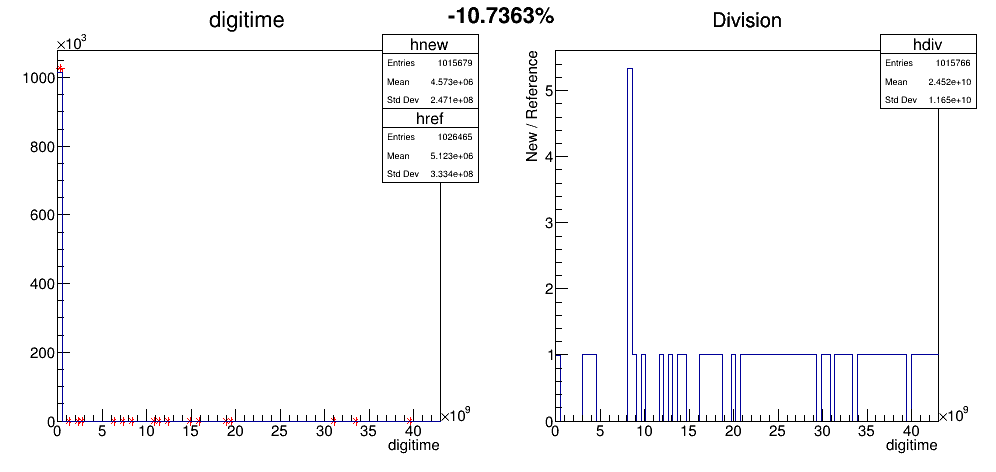 -10.7363%
digitime
×10³
hnew
Entries 1015679
Mean 4.573e+06
Std Dev 2.471e+08
href
Entries 1026465
Mean 5.123e+06
Std Dev 3.334e+08
1000
800
600
400
200
0
0 5 10 15 20 25 30 35 40
×10⁹
digitime
Division
hdiv
Entries 1015766
Mean 2.452e+10
Std Dev 1.165e+10
New / Reference
5
4
3
2
1
0
0 5 10 15 20 25 30 35 40
×10⁹
digitime